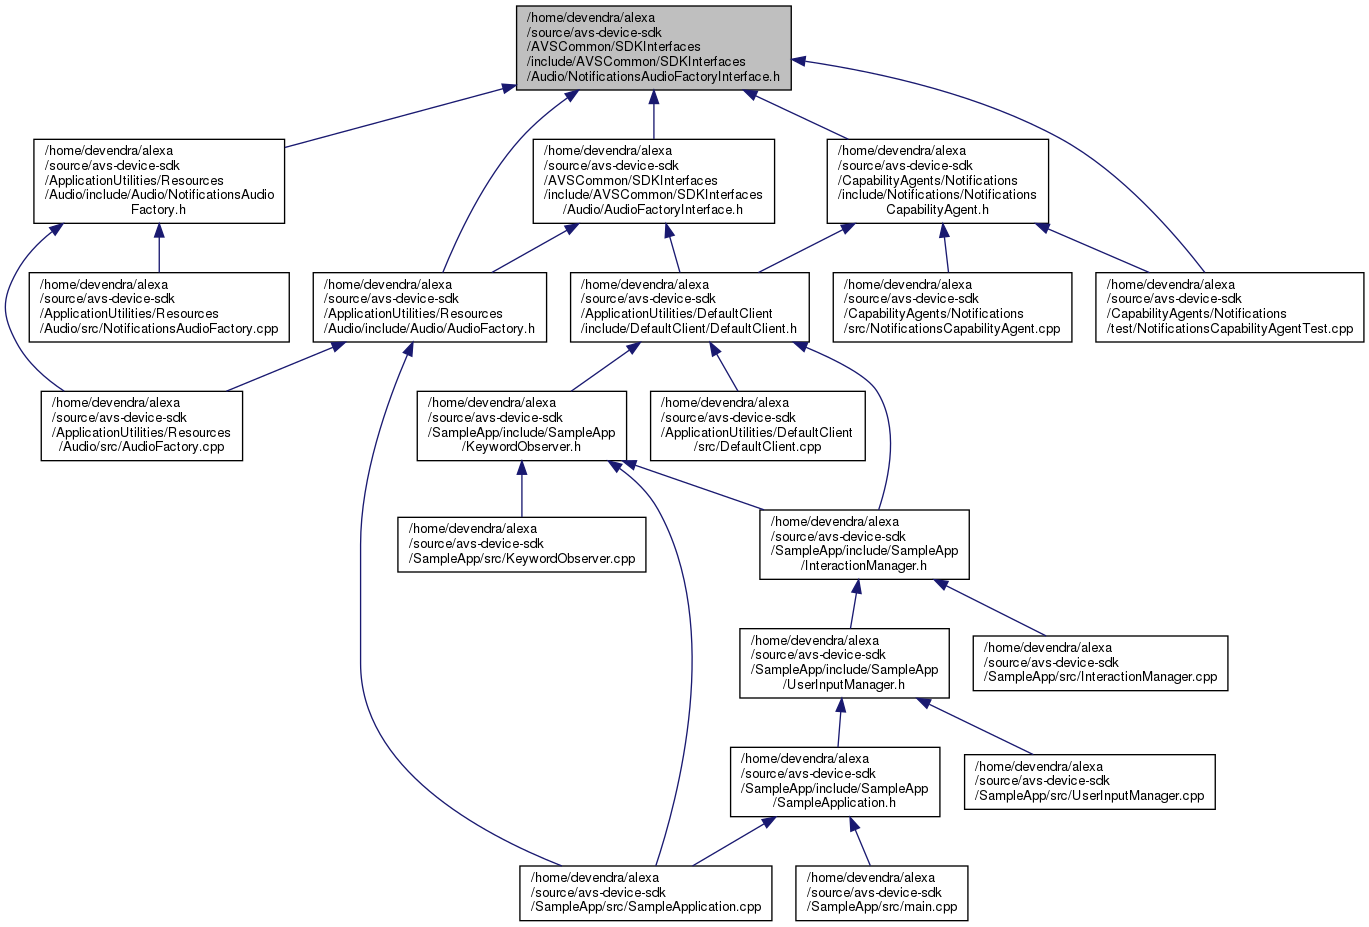 /home/devendra/alexa
/source/avs-device-sdk
/AVSCommon/SDKInterfaces
/include/AVSCommon/SDKInterfaces
/Audio/NotificationsAudioFactoryInterface.h
/home/devendra/alexa
/source/avs-device-sdk
/ApplicationUtilities/Resources
/Audio/include/Audio/NotificationsAudio
Factory.h
/home/devendra/alexa
/source/avs-device-sdk
/AVSCommon/SDKInterfaces
/include/AVSCommon/SDKInterfaces
/Audio/AudioFactoryInterface.h
/home/devendra/alexa
/source/avs-device-sdk
/CapabilityAgents/Notifications
/include/Notifications/Notifications
CapabilityAgent.h
/home/devendra/alexa
/source/avs-device-sdk
/ApplicationUtilities/Resources
/Audio/src/NotificationsAudioFactory.cpp
/home/devendra/alexa
/source/avs-device-sdk
/ApplicationUtilities/Resources
/Audio/include/Audio/AudioFactory.h
/home/devendra/alexa
/source/avs-device-sdk
/ApplicationUtilities/DefaultClient
/include/DefaultClient/DefaultClient.h
/home/devendra/alexa
/source/avs-device-sdk
/CapabilityAgents/Notifications
/src/NotificationsCapabilityAgent.cpp
/home/devendra/alexa
/source/avs-device-sdk
/CapabilityAgents/Notifications
/test/NotificationsCapabilityAgentTest.cpp
/home/devendra/alexa
/source/avs-device-sdk
/ApplicationUtilities/Resources
/Audio/src/AudioFactory.cpp
/home/devendra/alexa
/source/avs-device-sdk
/SampleApp/include/SampleApp
/KeywordObserver.h
/home/devendra/alexa
/source/avs-device-sdk
/ApplicationUtilities/DefaultClient
/src/DefaultClient.cpp
/home/devendra/alexa
/source/avs-device-sdk
/SampleApp/src/KeywordObserver.cpp
/home/devendra/alexa
/source/avs-device-sdk
/SampleApp/include/SampleApp
/InteractionManager.h
/home/devendra/alexa
/source/avs-device-sdk
/SampleApp/include/SampleApp
/UserInputManager.h
/home/devendra/alexa
/source/avs-device-sdk
/SampleApp/src/InteractionManager.cpp
/home/devendra/alexa
/source/avs-device-sdk
/SampleApp/include/SampleApp
/SampleApplication.h
/home/devendra/alexa
/source/avs-device-sdk
/SampleApp/src/UserInputManager.cpp
/home/devendra/alexa
/source/avs-device-sdk
/SampleApp/src/SampleApplication.cpp
/home/devendra/alexa
/source/avs-device-sdk
/SampleApp/src/main.cpp